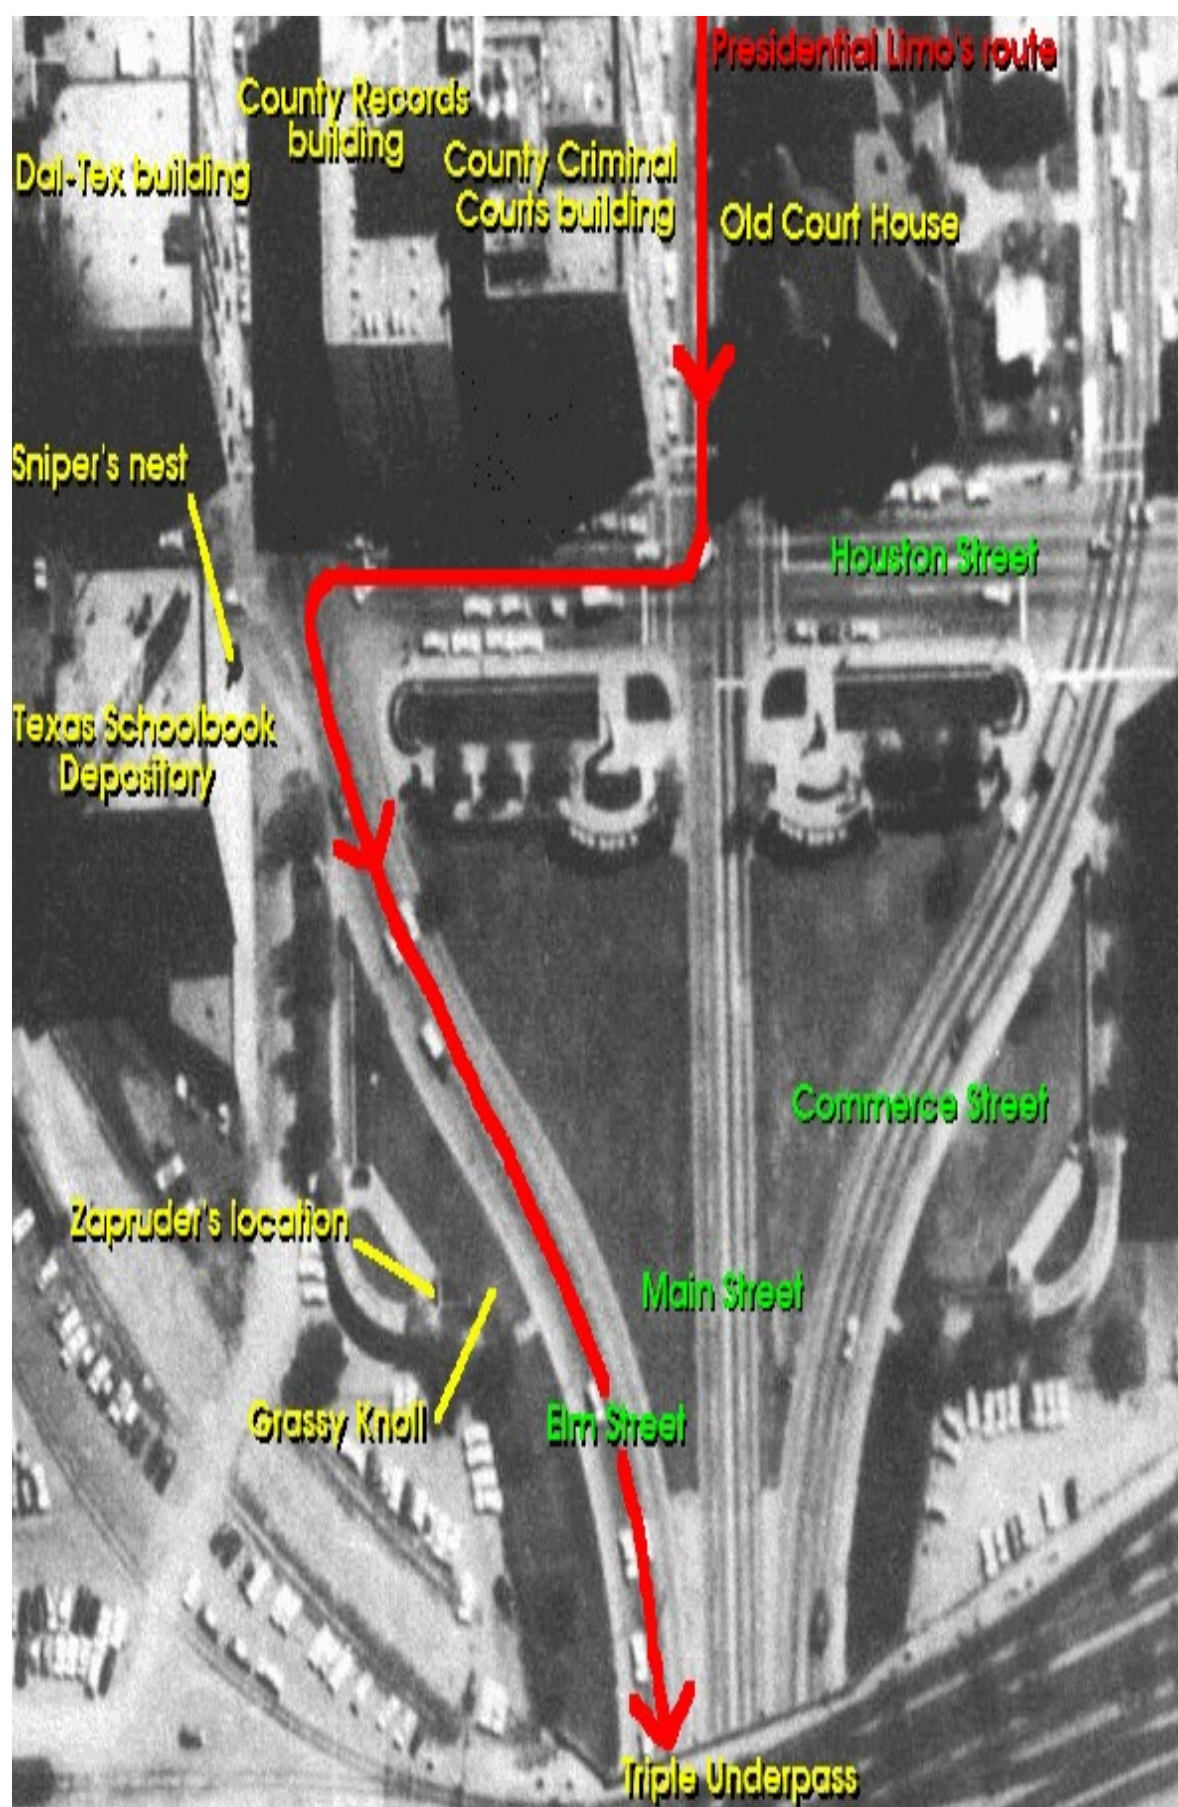 Presidential Limo's route
County Records
building
Dal-Tex building
County Criminal
Courts building
Old Court House
Sniper's nest
Houston Street
Texas Schoolbook
Depositary
Commerce Street
Zapruder's location
Main Street
Grassy Knoll
Elm Street
Triple Underpass